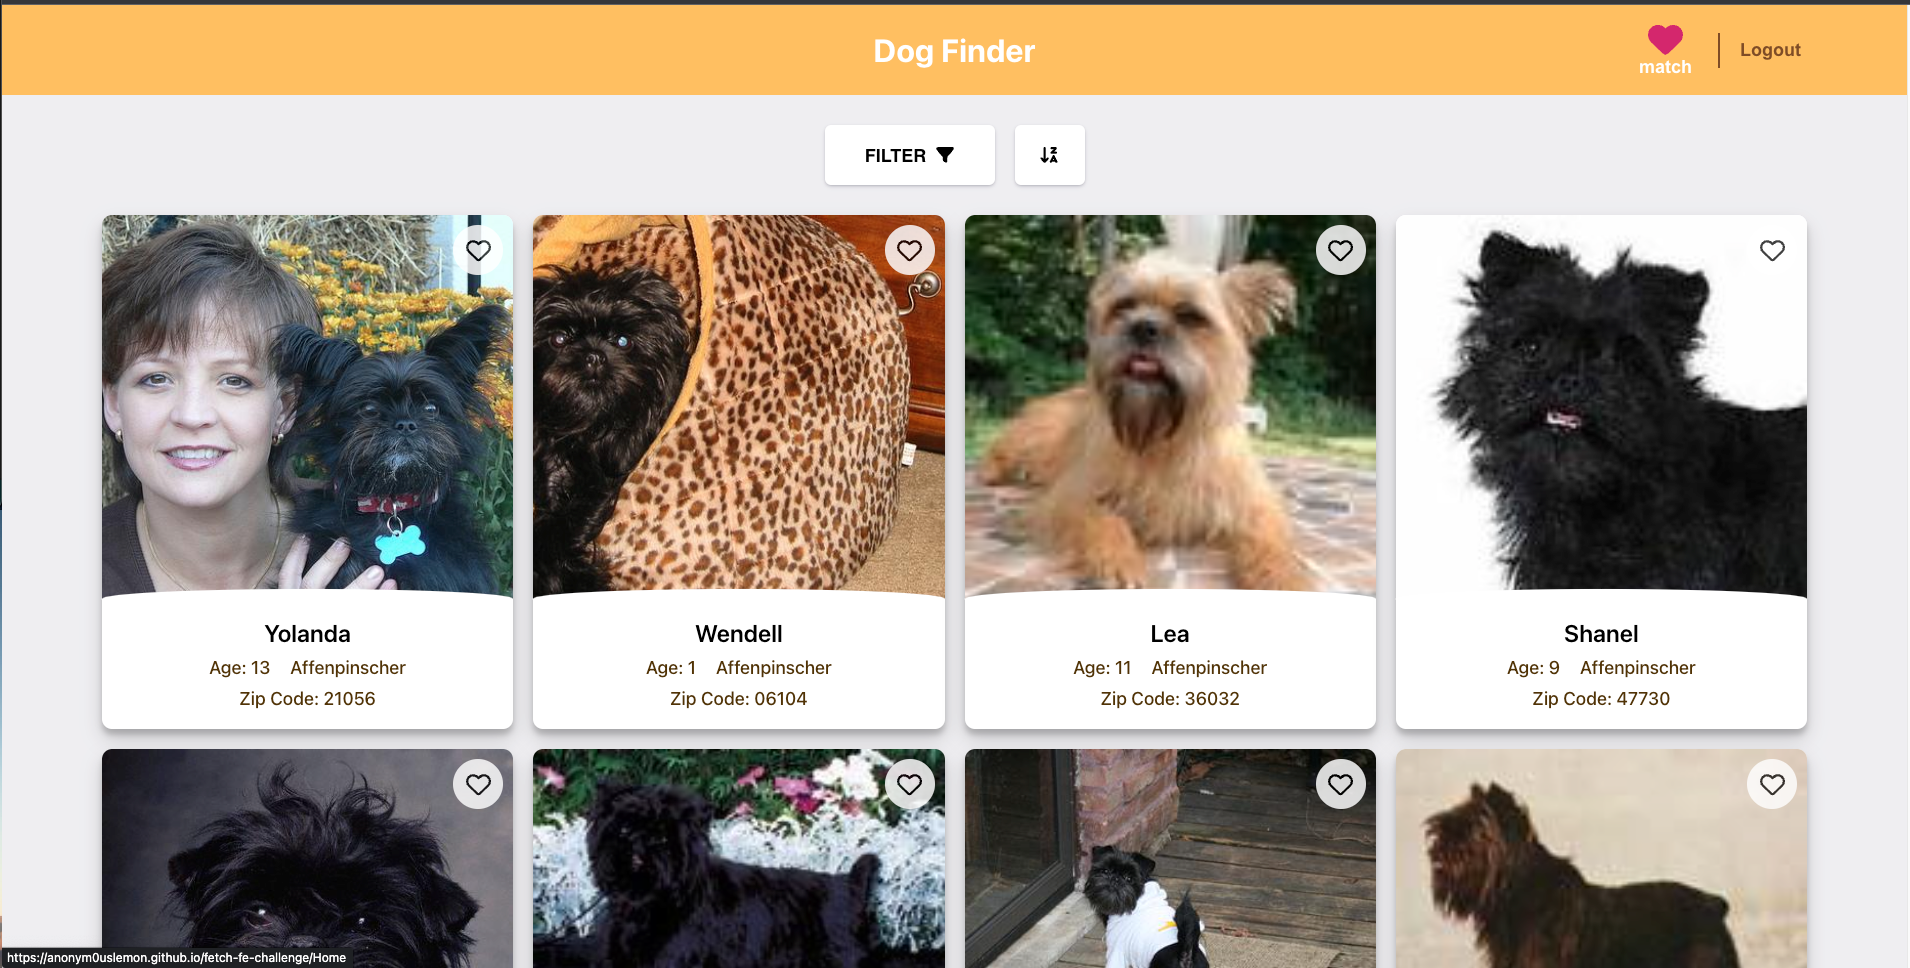 Dog Finder
match
Logout
FILTER
Yolanda
Age: 13 Affenpinscher
Zip Code: 21056
Wendell
Age: 1 Affenpinscher
Zip Code: 06104
Lea
Age: 11 Affenpinscher
Zip Code: 36032
Shanel
Age: 9 Affenpinscher
Zip Code: 47730
https://anonym0uslemon.github.io/fetch-fe-challenge/Home